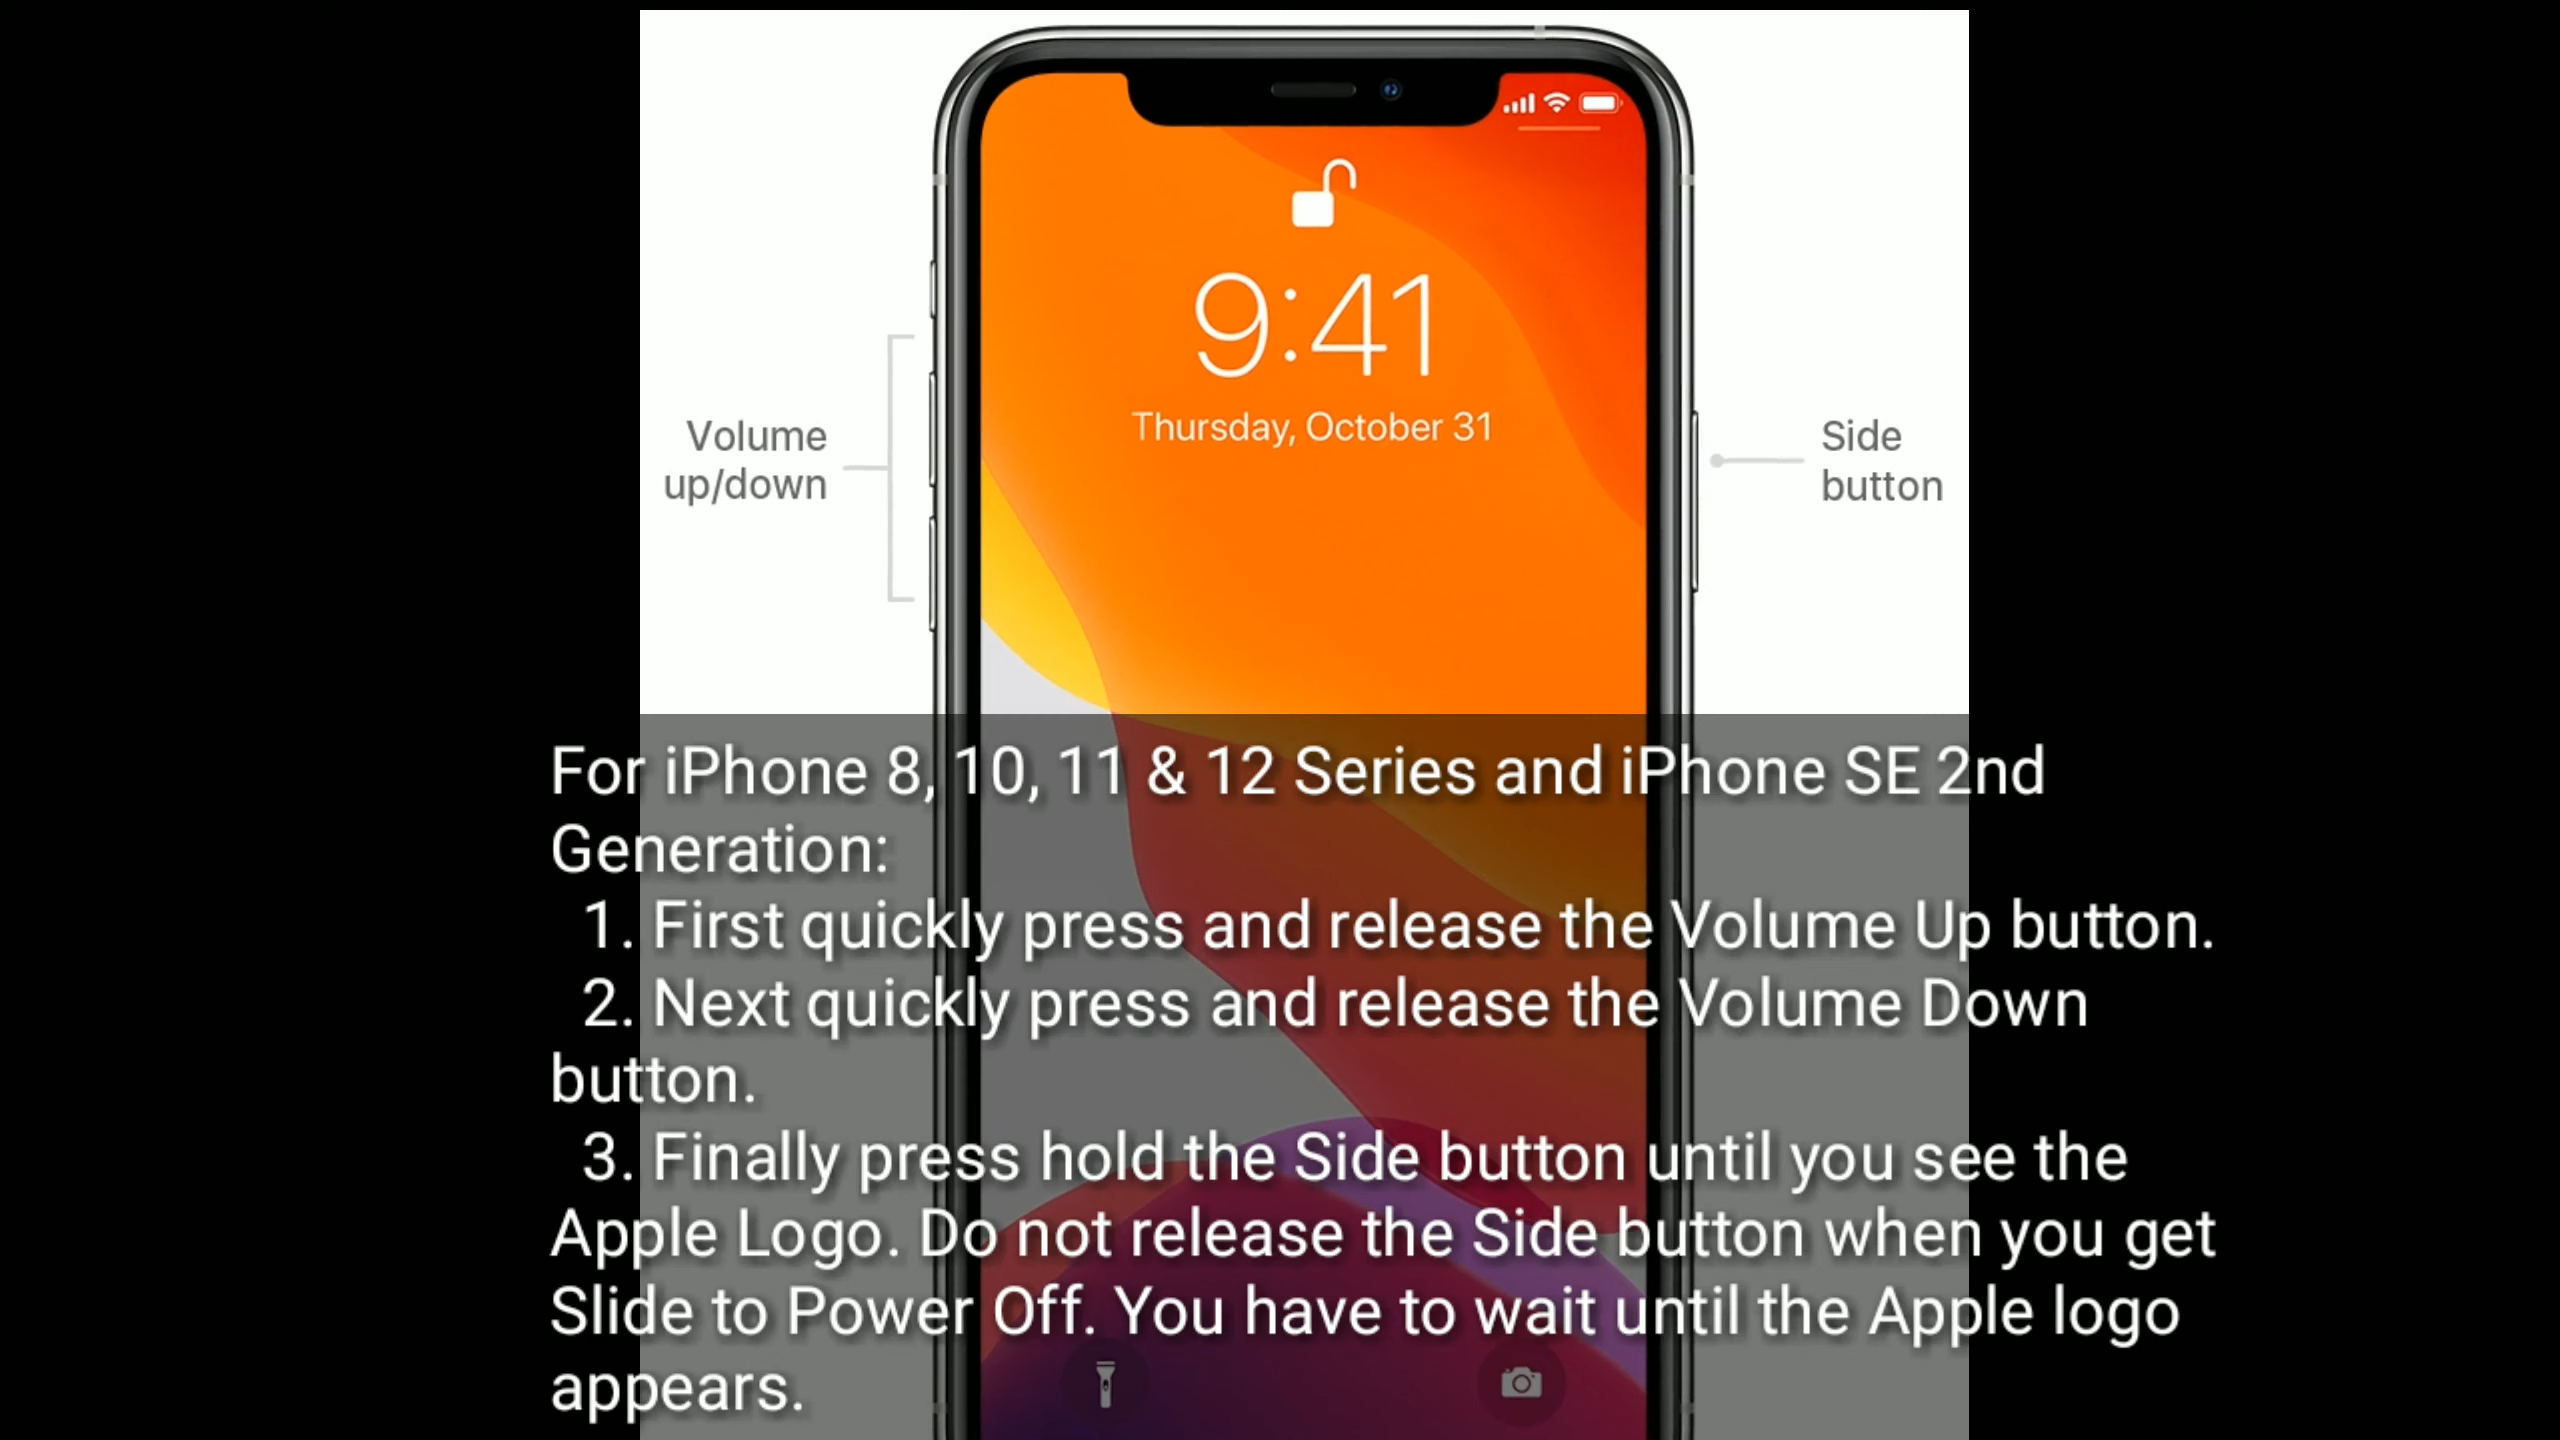 9:41
Thursday, October 31
Volume
up/down
Side
button
For iPhone 8, 10, 11 & 12 Series and iPhone SE 2nd
Generation:
1. First quickly press and release the Volume Up button.
2. Next quickly press and release the Volume Down
button.
3. Finally press hold the Side button until you see the
Apple Logo. Do not release the Side button when you get
Slide to Power Off. You have to wait until the Apple logo
appears.